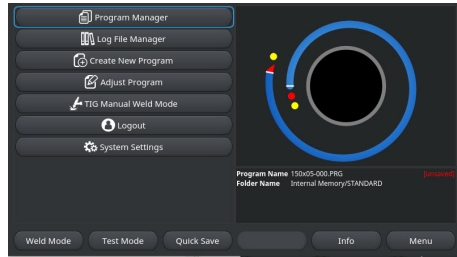 Program Manager
Log File Manager
Create New Program
Adjust Program
TIG Manual Weld Mode
Logout
System Settings
Program Name 150x05-000.PRG [unsaved]
Folder Name Internal Memory/STANDARD
Weld Mode Test Mode Quick Save Info Menu